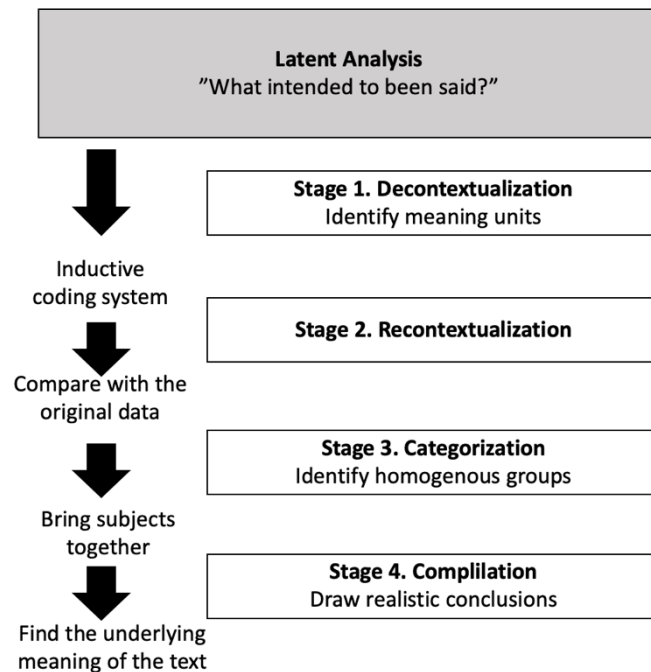 Latent Analysis
”What intended to been said?”
Stage 1. Decontextualization
Identify meaning units
Inductive
coding system
Stage 2. Recontextualization
Compare with the
original data
Stage 3. Categorization
Identify homogenous groups
Bring subjects
together
Stage 4. Complilation
Draw realistic conclusions
Find the underlying
meaning of the text